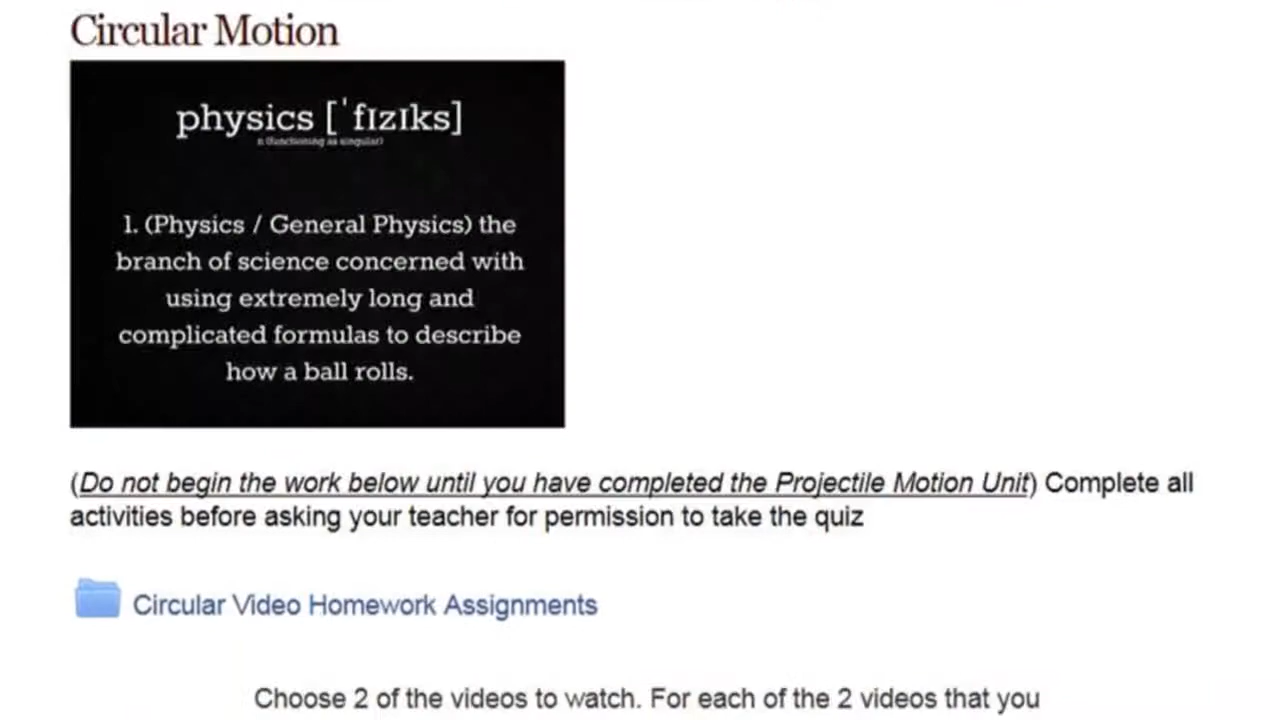 Circular Motion
physics [ˈfɪzɪks]
n (functioning as singular)
1. (Physics / General Physics) the
branch of science concerned with
using extremely long and
complicated formulas to describe
how a ball rolls.
(Do not begin the work below until you have completed the Projectile Motion Unit) Complete all
activities before asking your teacher for permission to take the quiz
Circular Video Homework Assignments
Choose 2 of the videos to watch. For each of the 2 videos that you